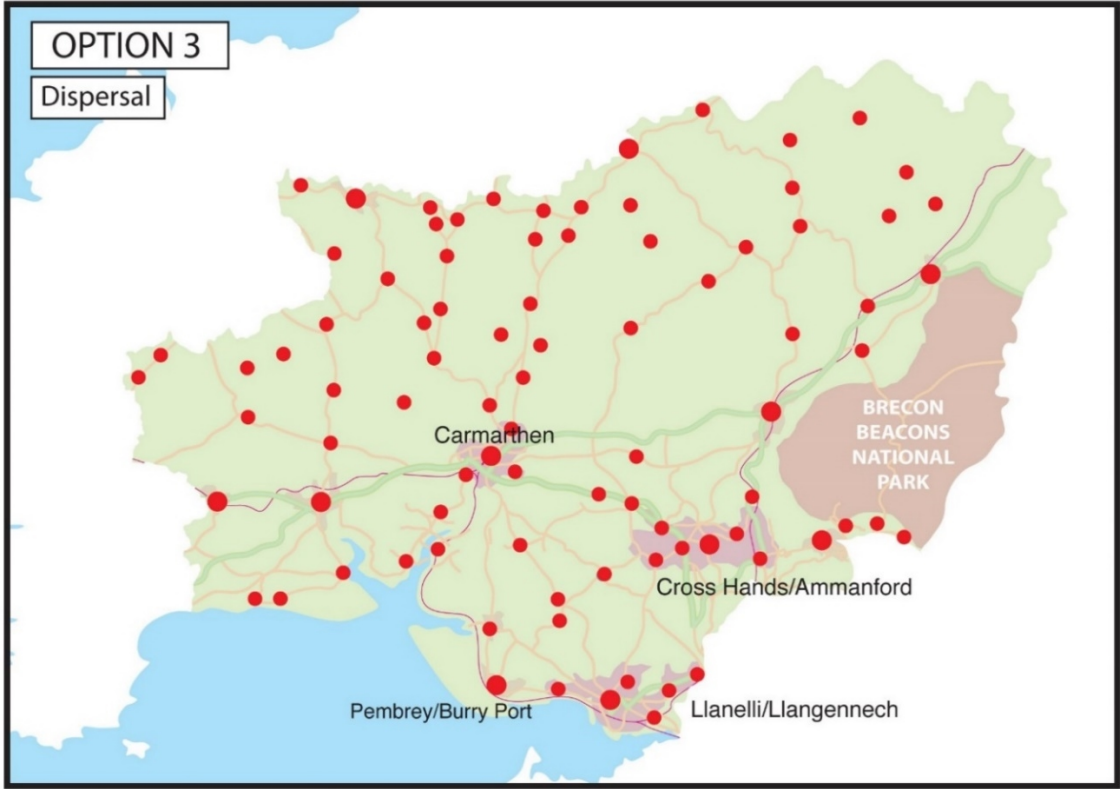 OPTION 3
Dispersal
BRECON
BEACONS
NATIONAL
PARK
Carmarthen
Cross Hands/Ammanford
Pembrey/Burry Port
Llanelli/Llangennech